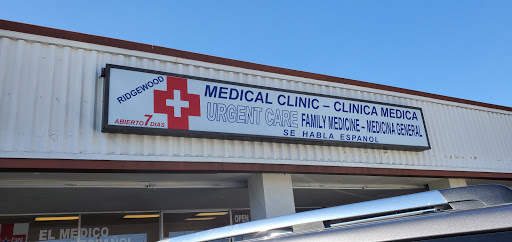 RIDGEWOOD
ABIERTO 7 DIAS
MEDICAL CLINIC – CLINICA MEDICA
URGENT CARE FAMILY MEDICINE – MEDICINA GENERAL
SE HABLA ESPANOL
EL MEDICO
ESPAÑOL
OPEN